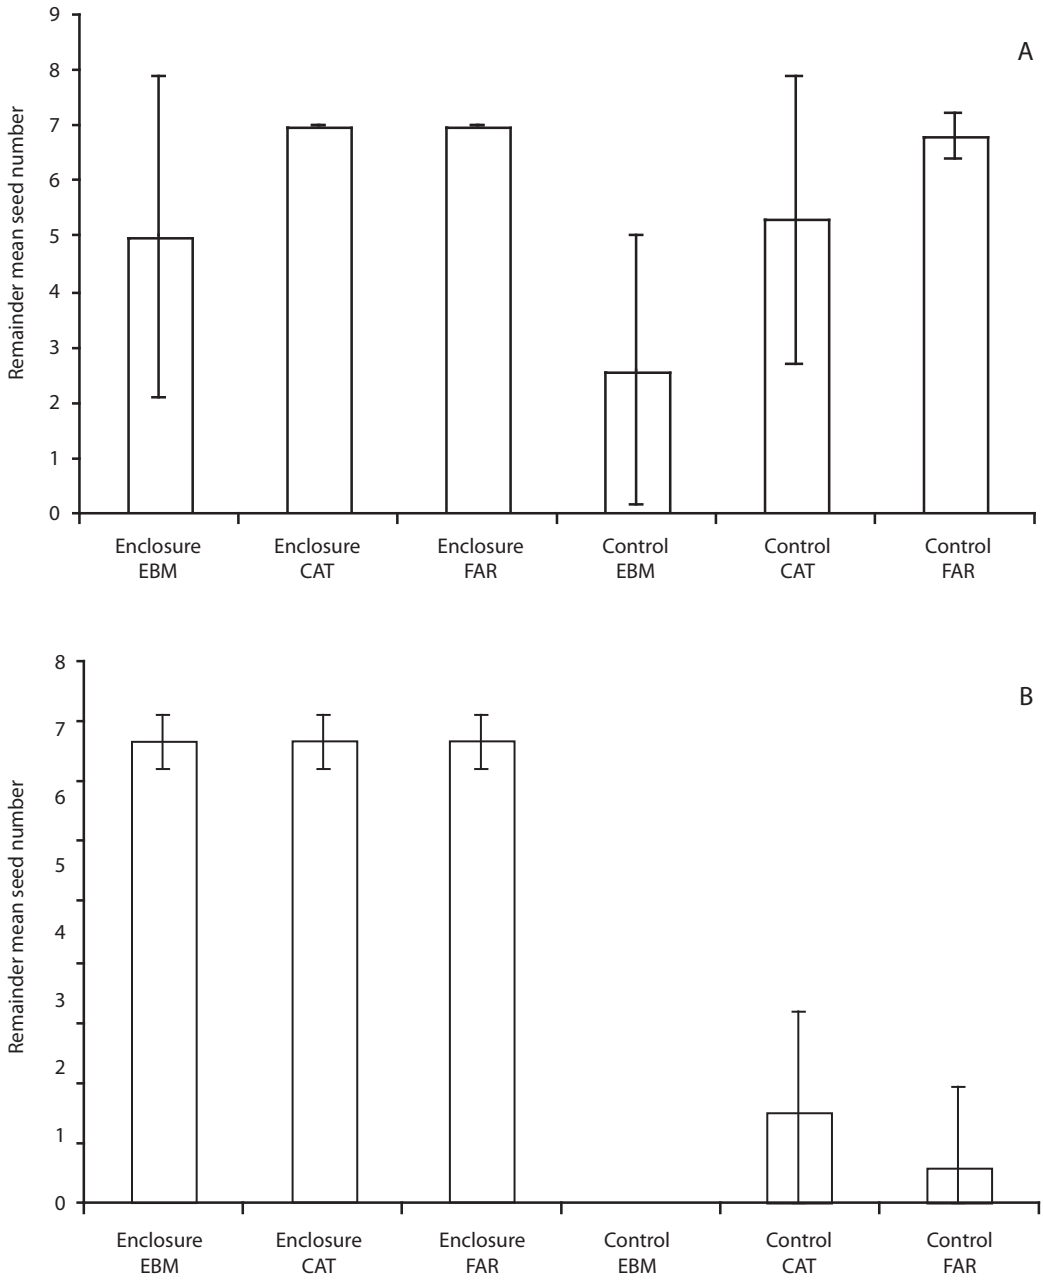 9
A
8
7
6
5
4
3
2
1
0
Remainder mean seed number
Enclosure
EBM
Enclosure
CAT
Enclosure
FAR
Control
EBM
Control
CAT
Control
FAR
8
B
7
6
5
4
3
2
1
0
Remainder mean seed number
Enclosure
EBM
Enclosure
CAT
Enclosure
FAR
Control
EBM
Control
CAT
Control
FAR